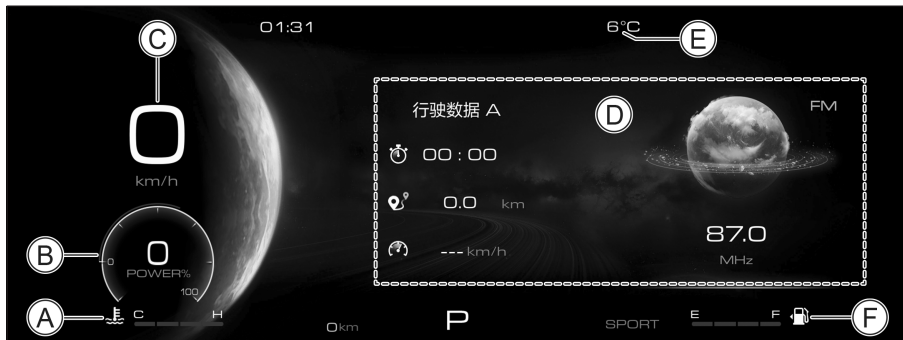 C
01:31
6°C
E
0
km/h
行驶数据 A
D
FM
00:00
0.0 km
---km/h
87.0
MHz
B
0
0
POWER%
100
A
C H
0km
P
SPORT
E F
F